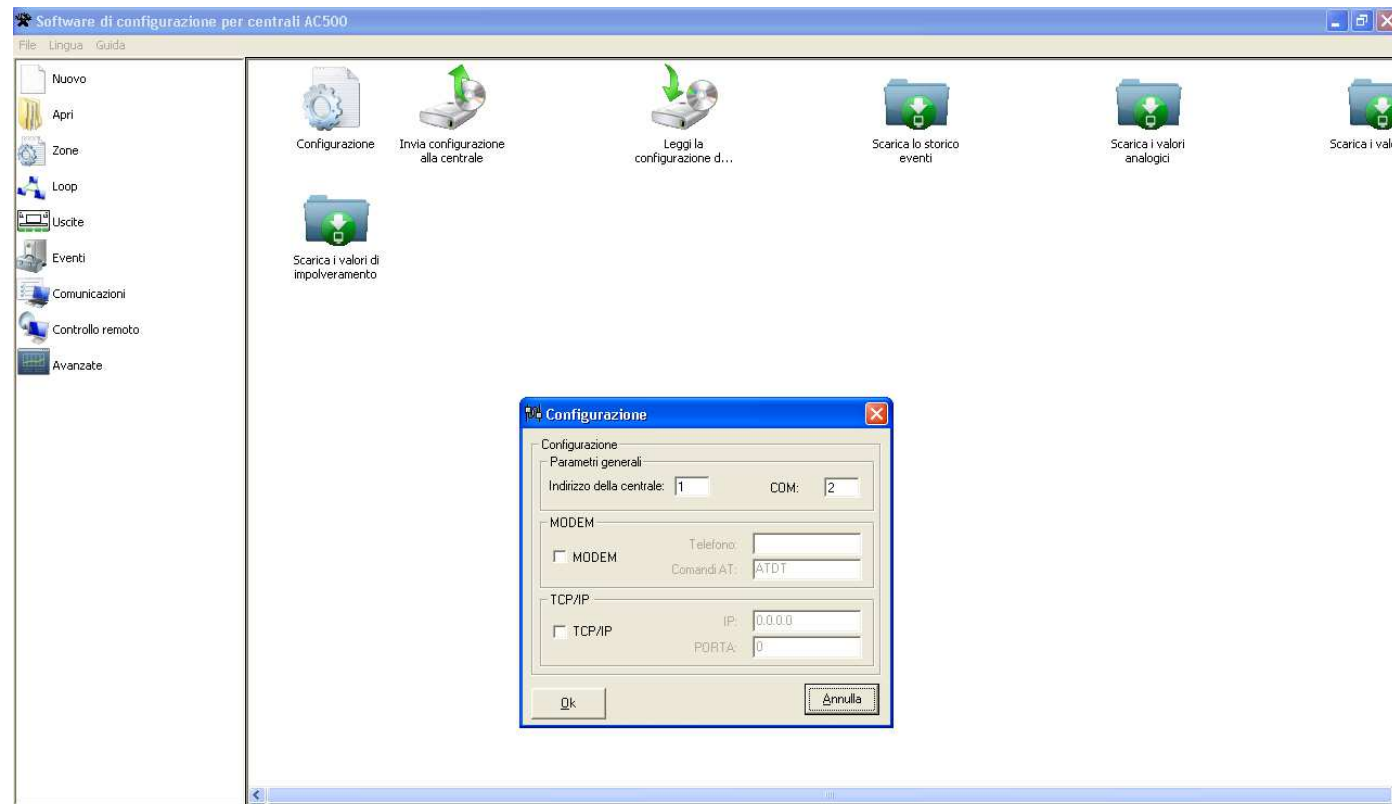 Software di configurazione per centrali AC500
File Lingua Guida
Nuovo
Apri
Zone
Loop
Uscite
Eventi
Comunicazioni
Controllo remoto
Avanzate
Configurazione
Invia configurazione
alla centrale
Leggi la
configurazione d...
Scarica lo storico
eventi
Scarica i valori
analogici
Scarica i val
Scarica i valori di
impolveramento
Configurazione
Configurazione
Parametri generali
Indirizzo della centrale: 1 COM: 2
MODEM
MODEM
Telefono:
Comandi AT: ATDT
TCP/IP
TCP/IP
IP: 0.0.0.0
PORTA: 0
Ok
Annulla